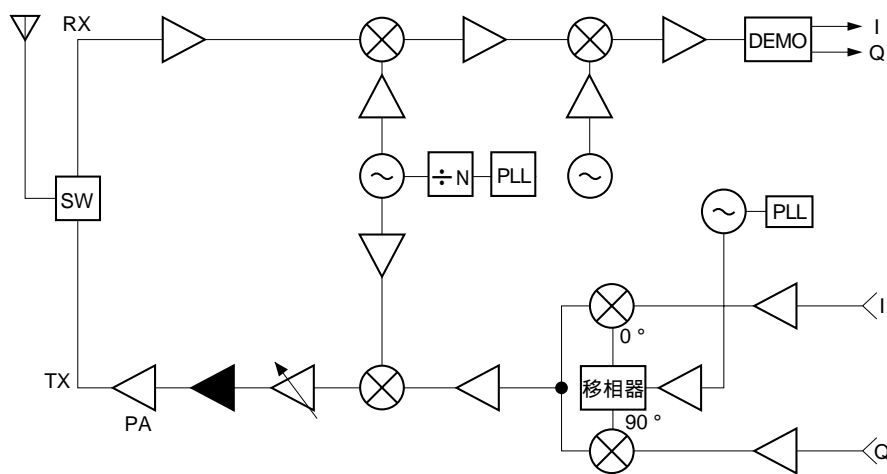 RX
I
DEMO
Q
÷N
PLL
SW
PLL
I
0°
TX
移相器
PA
90°
Q